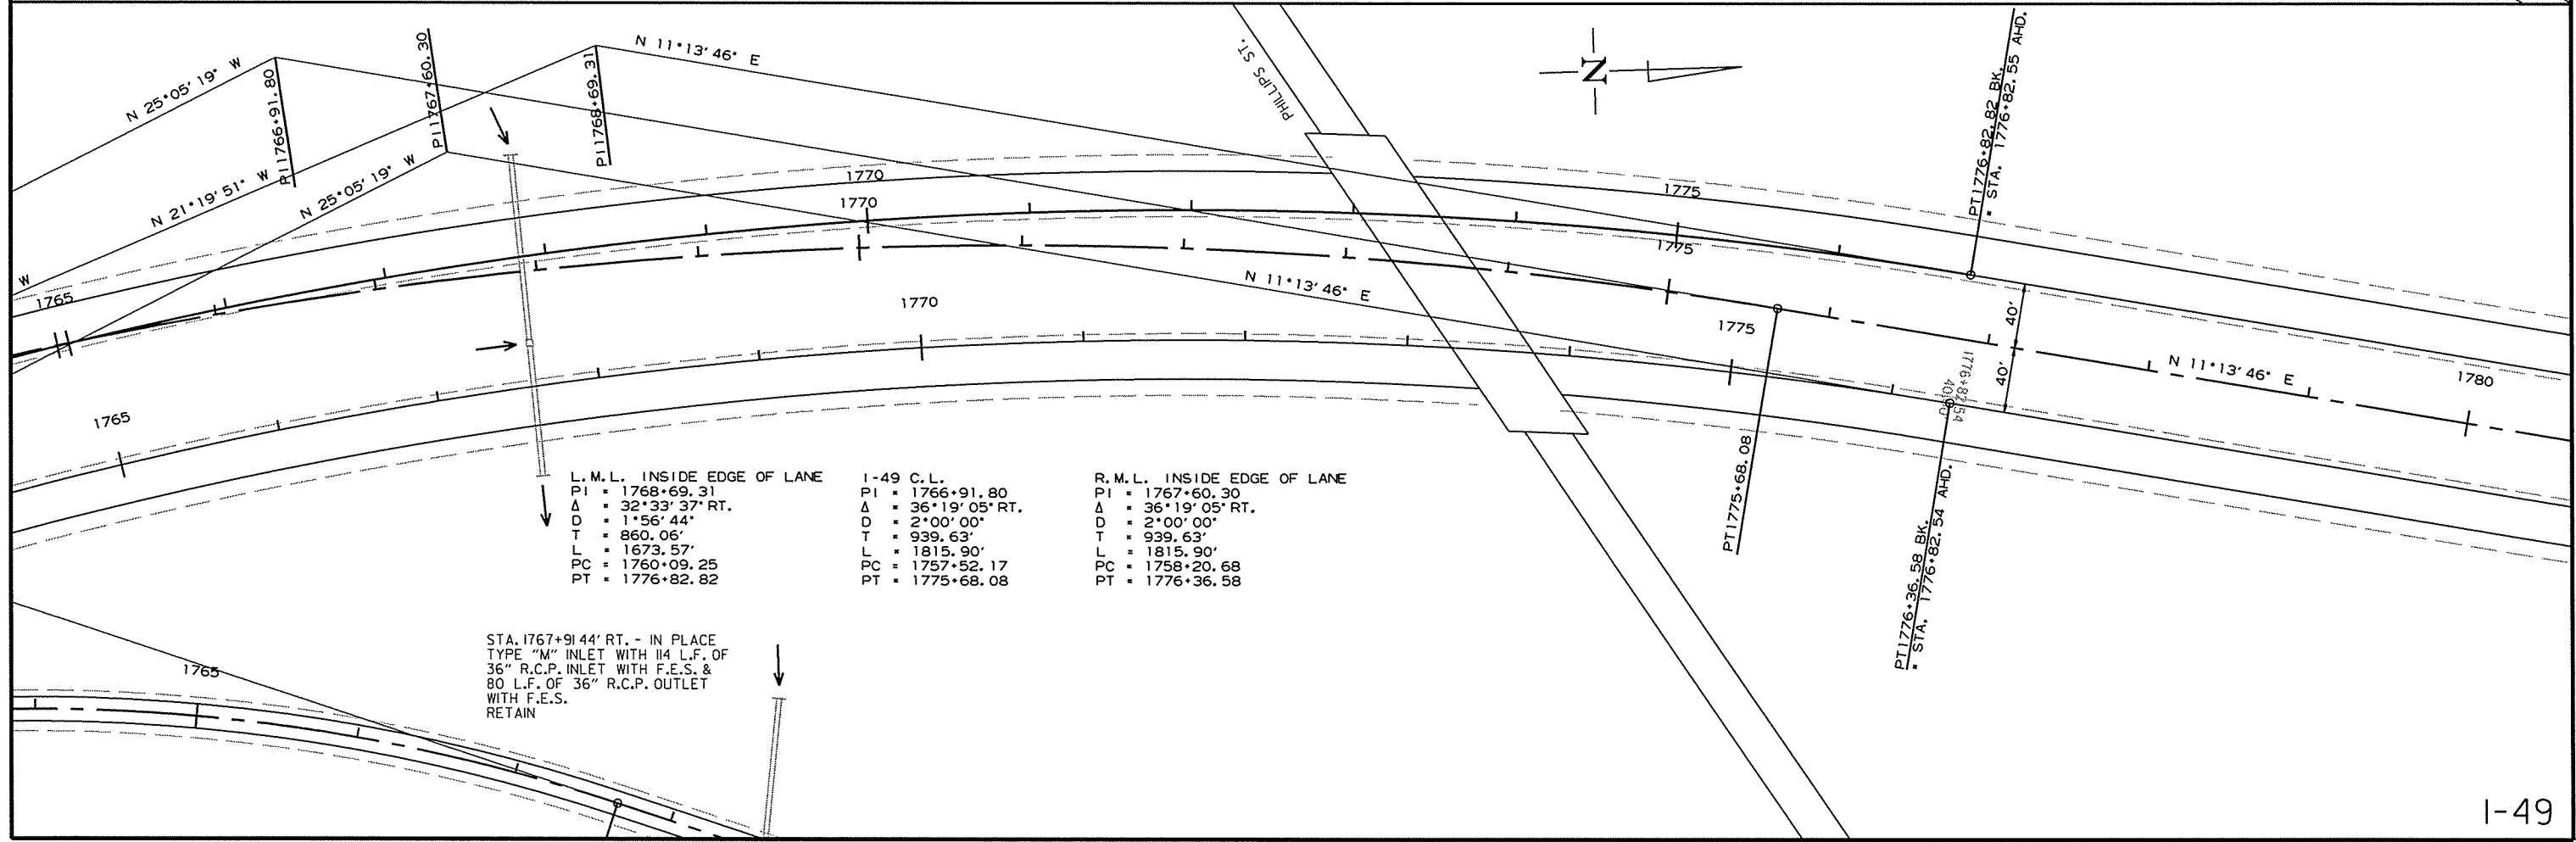 N 25°05'19" W
PI 1766+91.80
PI 1767+60.30
PI 1768+69.31
N 11°13'46" E
PHILLIPS ST.
N
PT 1776+82.82 BK.
= STA. 1776+82.55 AHD.
N 21°19'51" W
N 25°05'19" W
W
1765
1770
1770
1775
1775
N 11°13'46" E
1770
1775
40'
40'
1776+82.54
N 11°13'46" E
1780
1765
PT 1775+68.08
PT 1776+36.58 BK.
= STA. 1776+82.54 AHD.
L.M.L. INSIDE EDGE OF LANE
PI = 1768+69.31
Δ = 32°33'37" RT.
D = 1°56'44"
T = 860.06'
L = 1673.57'
PC = 1760+09.25
PT = 1776+82.82
I-49 C.L.
PI = 1766+91.80
Δ = 36°19'05" RT.
D = 2°00'00"
T = 939.63'
L = 1815.90'
PC = 1757+52.17
PT = 1775+68.08
R.M.L. INSIDE EDGE OF LANE
PI = 1767+60.30
Δ = 36°19'05" RT.
D = 2°00'00"
T = 939.63'
L = 1815.90'
PC = 1758+20.68
PT = 1776+36.58
STA. 1767+91 44' RT. - IN PLACE
TYPE "M" INLET WITH 114 L.F. OF
36" R.C.P. INLET WITH F.E.S. &
80 L.F. OF 36" R.C.P. OUTLET
WITH F.E.S.
RETAIN
1765
I-49